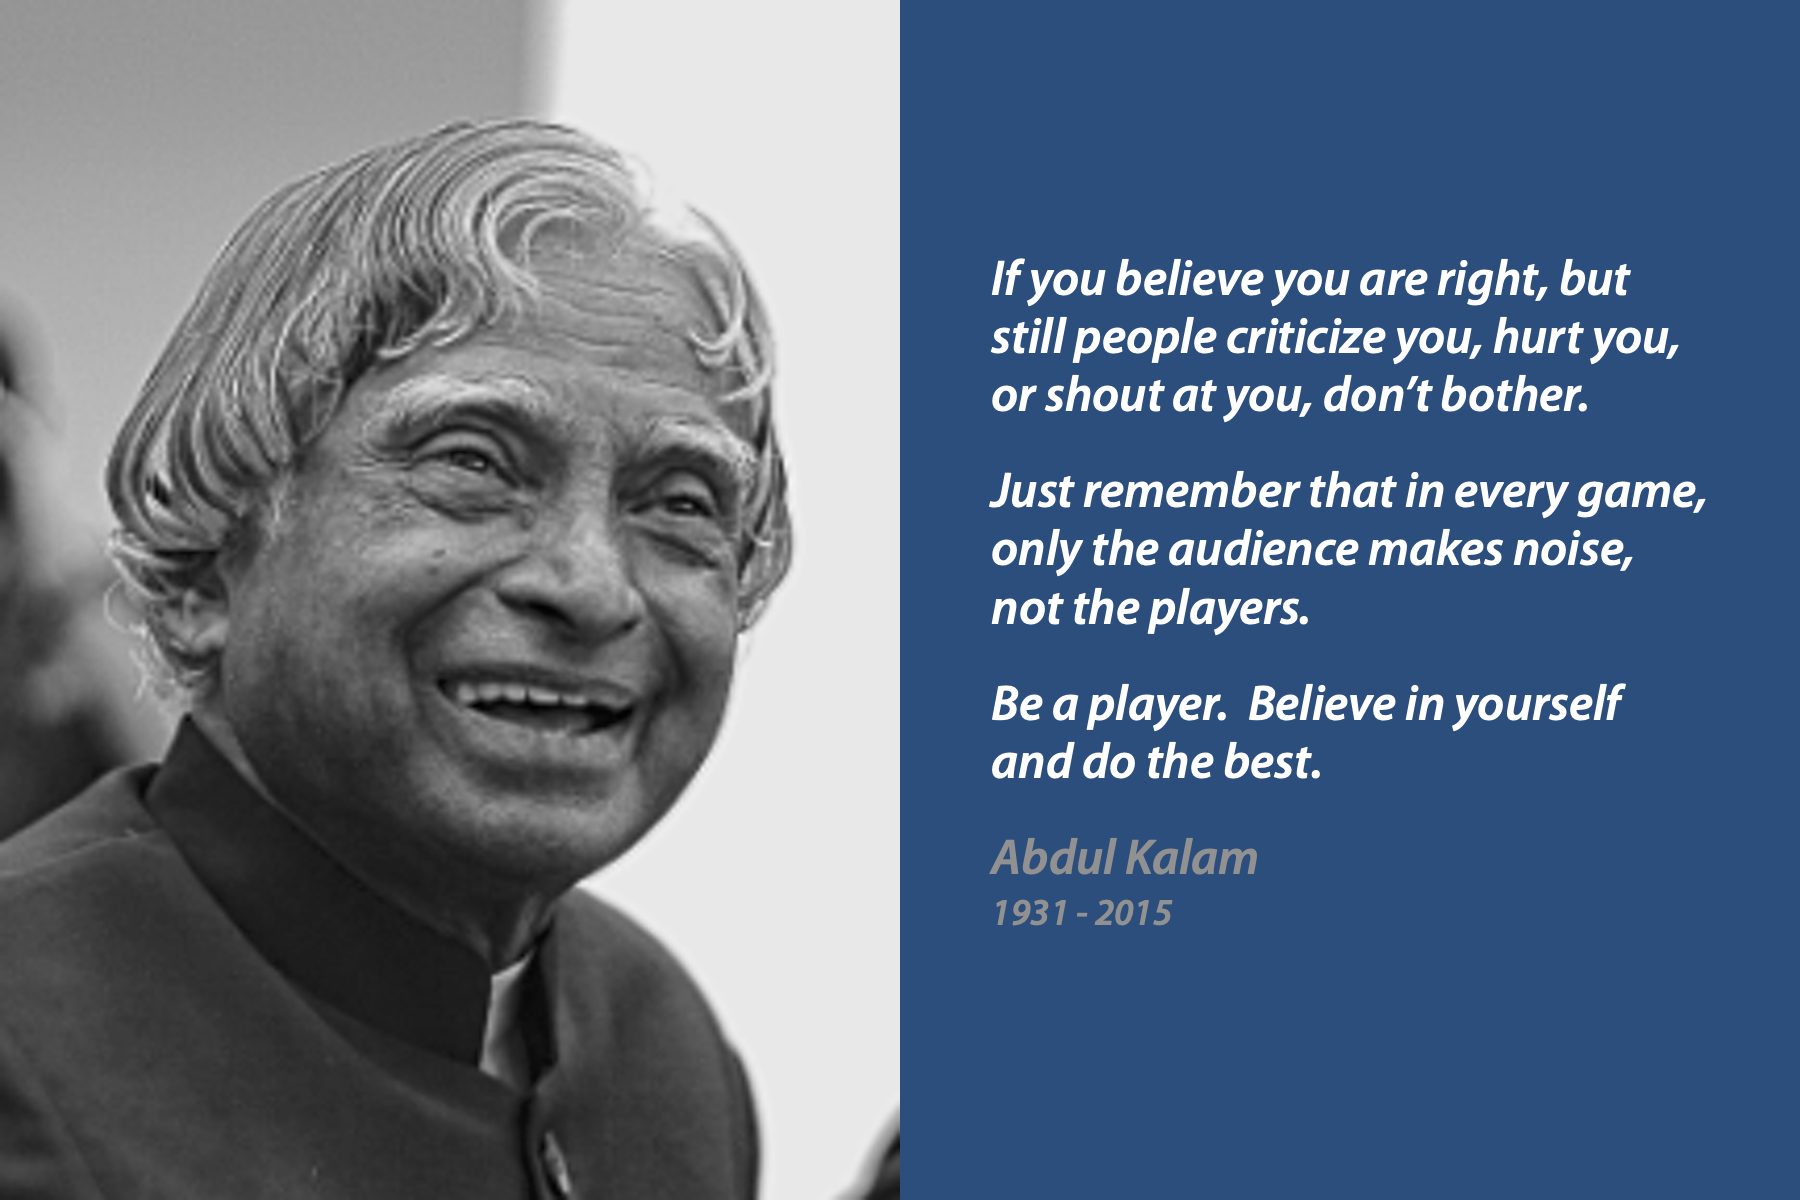 If you believe you are right, but
still people criticize you, hurt you,
or shout at you, don’t bother.
Just remember that in every game,
only the audience makes noise,
not the players.
Be a player.  Believe in yourself
and do the best.
Abdul Kalam
1931 - 2015